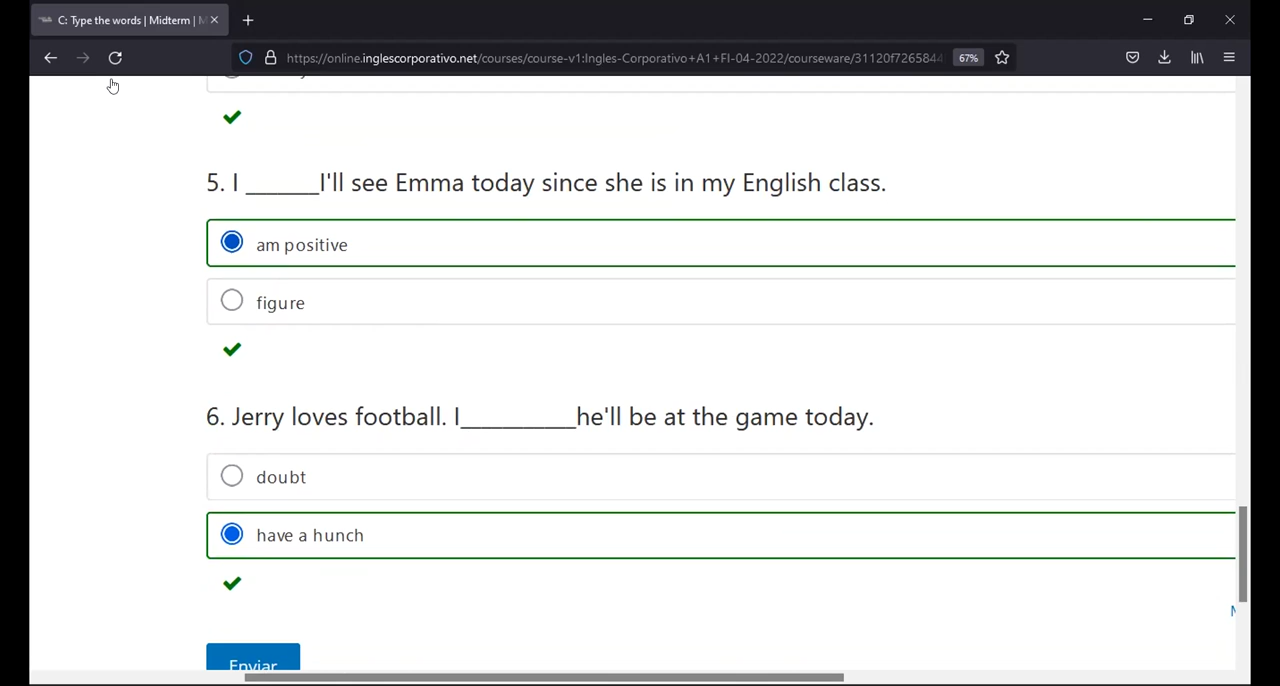 C: Type the words | Midterm | M
https://online.inglescorporativo.net/courses/course-v1:Ingles-Corporativo+A1+FI-04-2022/courseware/31120f7265844
67%
5. I _______I'll see Emma today since she is in my English class.
am positive
figure
6. Jerry loves football. I___________he'll be at the game today.
doubt
have a hunch
Enviar